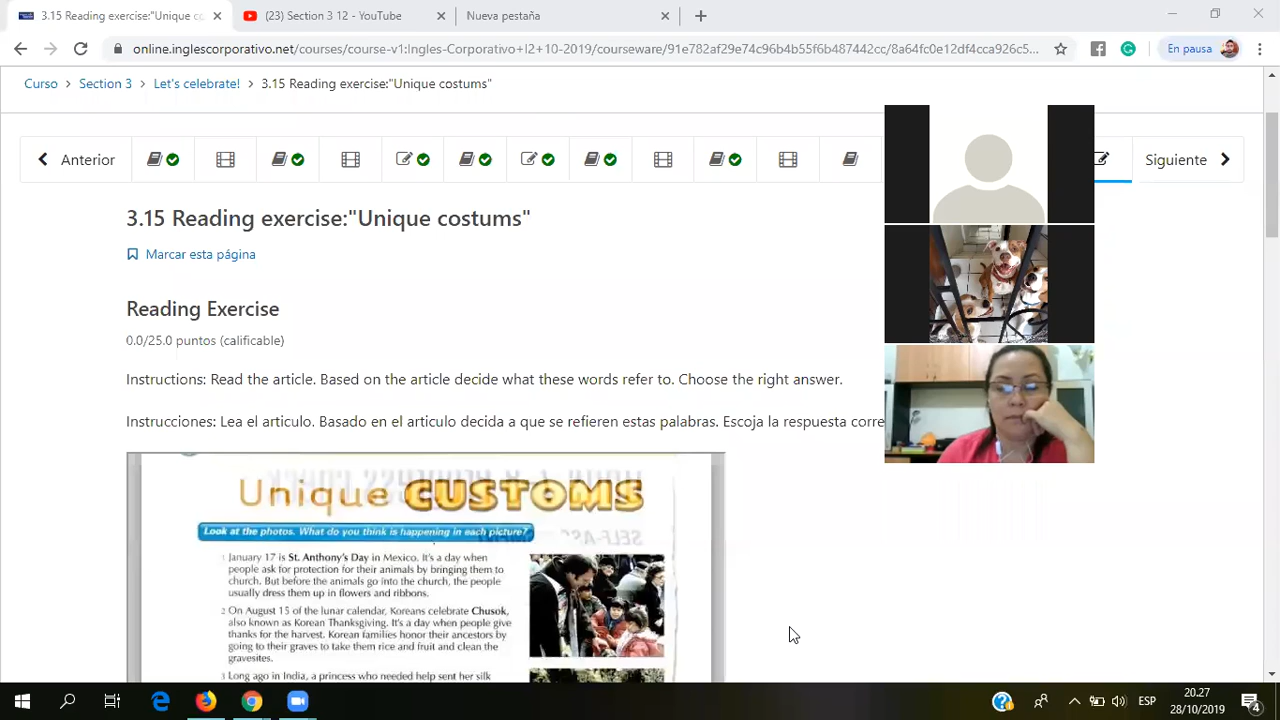 3.15 Reading exercise:"Unique co
(23) Section 3 12 - YouTube
Nueva pestaña
online.inglescorporativo.net/courses/course-v1:Ingles-Corporativo+I2+10-2019/courseware/91e782af29e74c96b4b55f6b487442cc/8a64fc0e12df4cca926c5...
En pausa
Curso > Section 3 > Let's celebrate! > 3.15 Reading exercise:"Unique costums"
Anterior
Siguiente
3.15 Reading exercise:"Unique costums"
Marcar esta página
Reading Exercise
0.0/25.0 puntos (calificable)
Instructions: Read the article. Based on the article decide what these words refer to. Choose the right answer.
Instrucciones: Lea el articulo. Basado en el articulo decida a que se refieren estas palabras. Escoja la respuesta corre
Unique CUSTOMS
Look at the photos. What do you think is happening in each picture?
1 January 17 is St. Anthony's Day in Mexico. It's a day when
people ask for protection for their animals by bringing them to
church. But before the animals go into the church, the people
usually dress them up in flowers and ribbons.
2 On August 15 of the lunar calendar, Koreans celebrate Chusok,
also known as Korean Thanksgiving. It's a day when people give
thanks for the harvest. Korean families honor their ancestors by
going to their graves to take them rice and fruit and clean the
gravesites.
3 Long ago in India, a princess who needed help sent her silk
ESP
20.27
28/10/2019
4